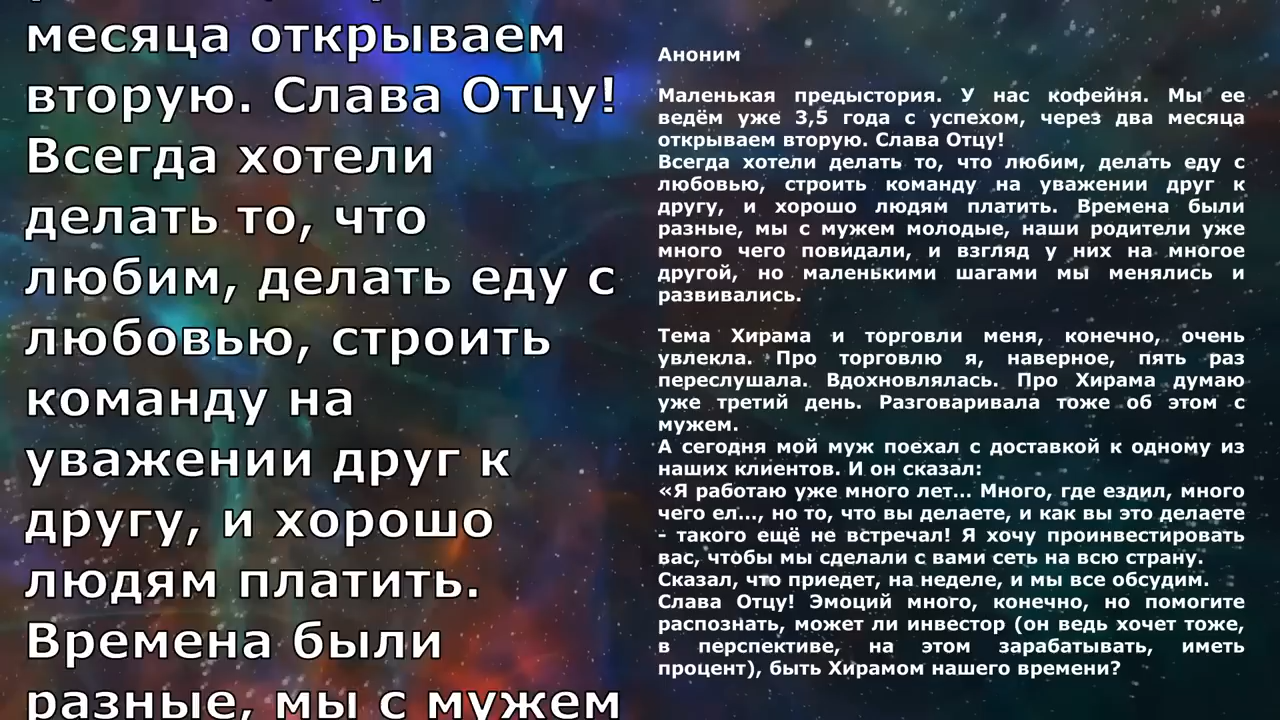 месяца открываем
вторую. Слава Отцу!
Всегда хотели
делать то, что
любим, делать еду с
любовью, строить
команду на
уважении друг к
другу, и хорошо
людям платить.
Времена были
разные, мы с мужем
Аноним
Маленькая предыстория. У нас кофейня. Мы ее
ведём уже 3,5 года с успехом, через два месяца
открываем вторую. Слава Отцу!
Всегда хотели делать то, что любим, делать еду с
любовью, строить команду на уважении друг к
другу, и хорошо людям платить. Времена были
разные, мы с мужем молодые, наши родители уже
много чего повидали, и взгляд у них на многое
другой, но маленькими шагами мы менялись и
развивались.
Тема Хирама и торговли меня, конечно, очень
увлекла. Про торговлю я, наверное, пять раз
переслушала. Вдохновлялась. Про Хирама думаю
уже третий день. Разговаривала тоже об этом с
мужем.
А сегодня мой муж поехал с доставкой к одному из
наших клиентов. И он сказал:
«Я работаю уже много лет... Много, где ездил, много
чего ел..., но то, что вы делаете, и как вы это делаете
- такого ещё не встречал! Я хочу проинвестировать
вас, чтобы мы сделали с вами сеть на всю страну.
Сказал, что приедет, на неделе, и мы все обсудим.
Слава Отцу! Эмоций много, конечно, но помогите
распознать, может ли инвестор (он ведь хочет тоже,
в перспективе, на этом зарабатывать, иметь
процент), быть Хирамом нашего времени?